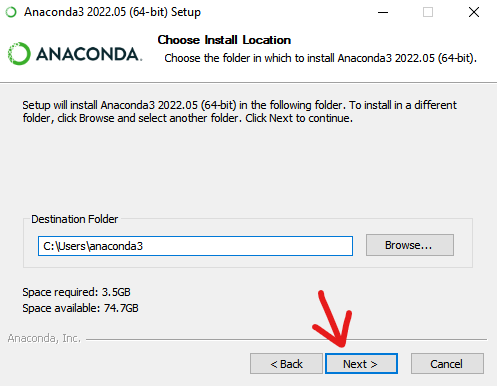 Anaconda3 2022.05 (64-bit) Setup
ANACONDA.
Choose Install Location
Choose the folder in which to install Anaconda3 2022.05 (64-bit).
Setup will install Anaconda3 2022.05 (64-bit) in the following folder. To install in a different
folder, click Browse and select another folder. Click Next to continue.
Destination Folder
C:\Users\anaconda3
Browse...
Space required: 3.5GB
Space available: 74.7GB
Anaconda, Inc.
< Back
Next >
Cancel